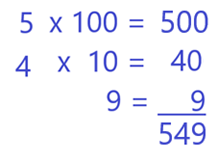 5 x 100 = 500
4 x 10 = 40
9 = 9
549